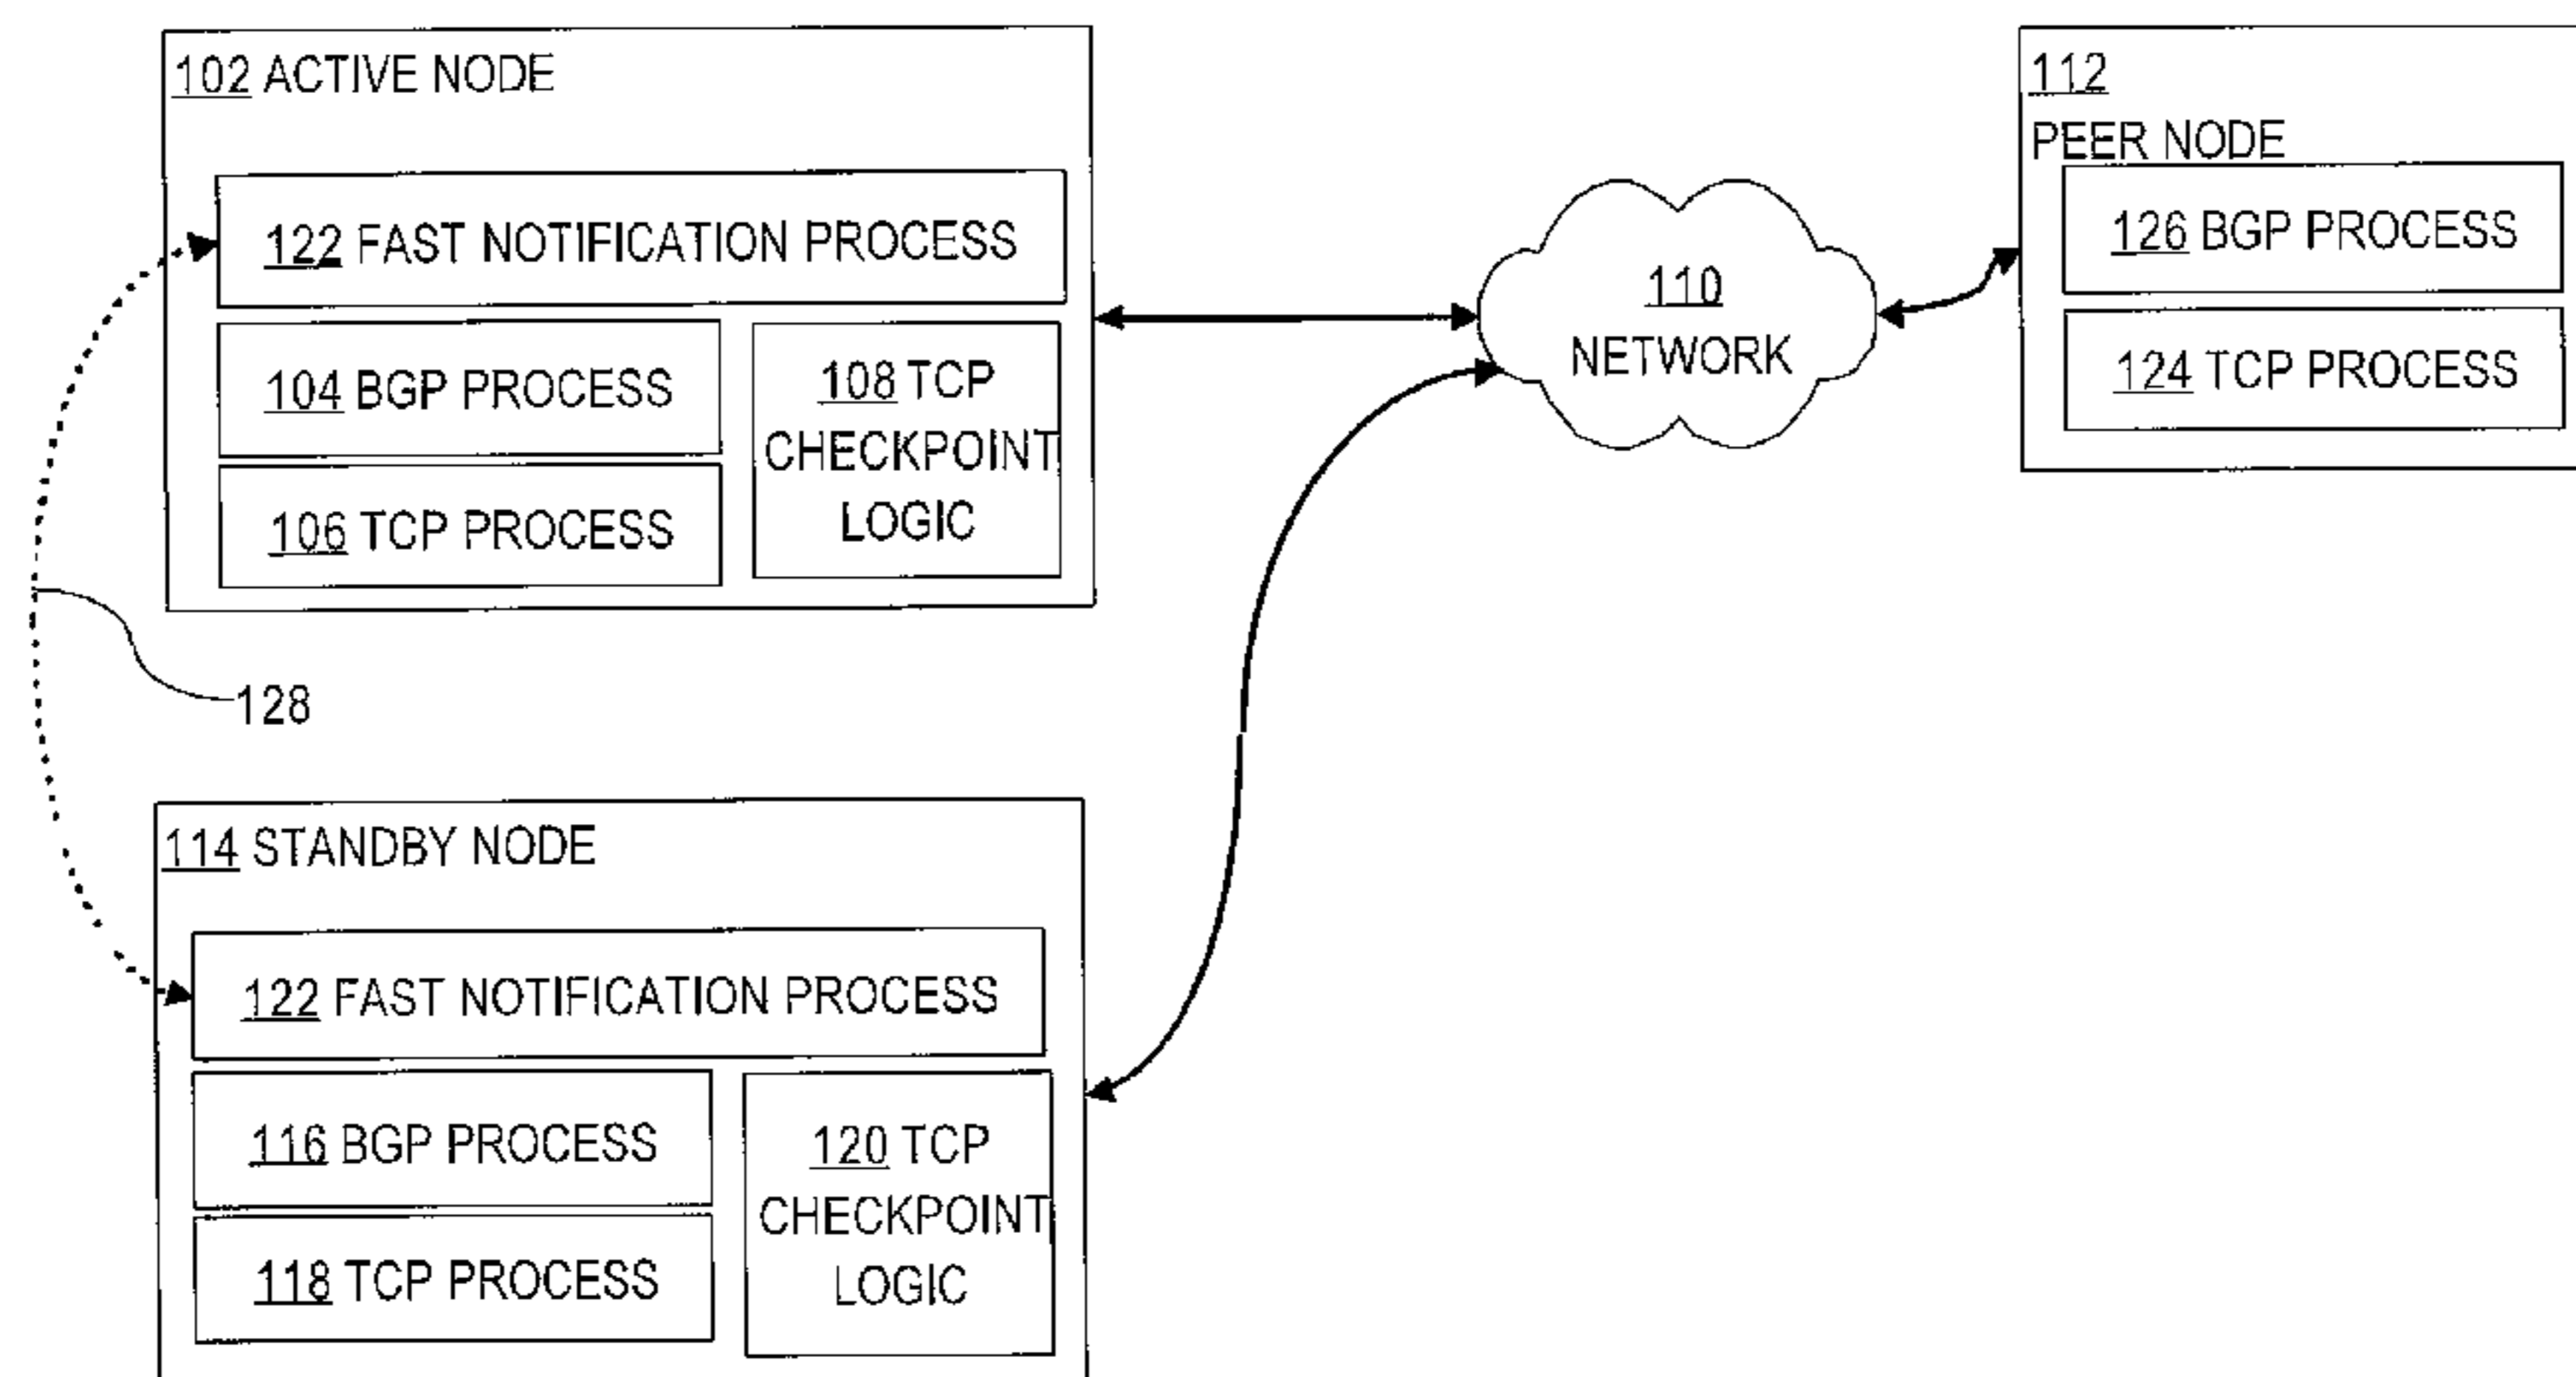 102 ACTIVE NODE
122 FAST NOTIFICATION PROCESS
104 BGP PROCESS
106 TCP PROCESS
108 TCP
CHECKPOINT
LOGIC
110
NETWORK
112
PEER NODE
126 BGP PROCESS
124 TCP PROCESS
128
114 STANDBY NODE
122 FAST NOTIFICATION PROCESS
116 BGP PROCESS
118 TCP PROCESS
120 TCP
CHECKPOINT
LOGIC